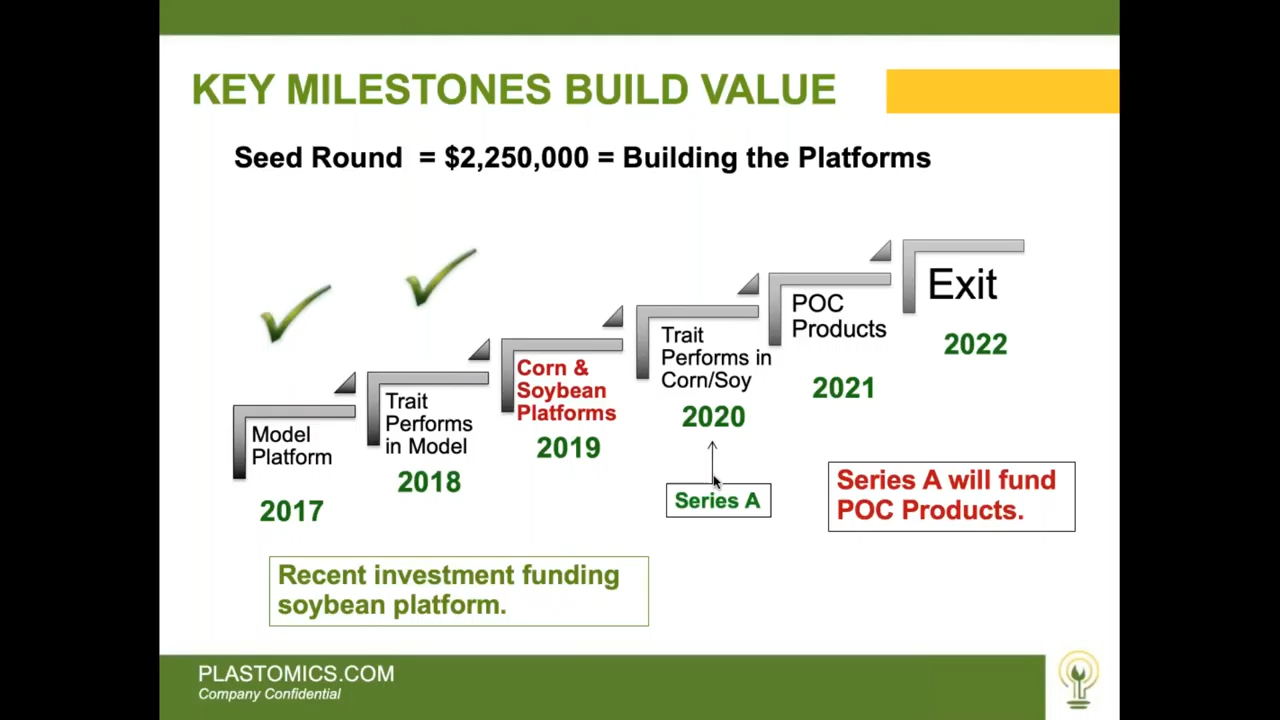 KEY MILESTONES BUILD VALUE
Seed Round = $2,250,000 = Building the Platforms
Model
Platform
2017
Trait
Performs
in Model
2018
Corn &
Soybean
Platforms
2019
Trait
Performs in
Corn/Soy
2020
POC
Products
2021
Exit
2022
Series A
Series A will fund
POC Products.
Recent investment funding
soybean platform.
PLASTOMICS.COM
Company Confidential